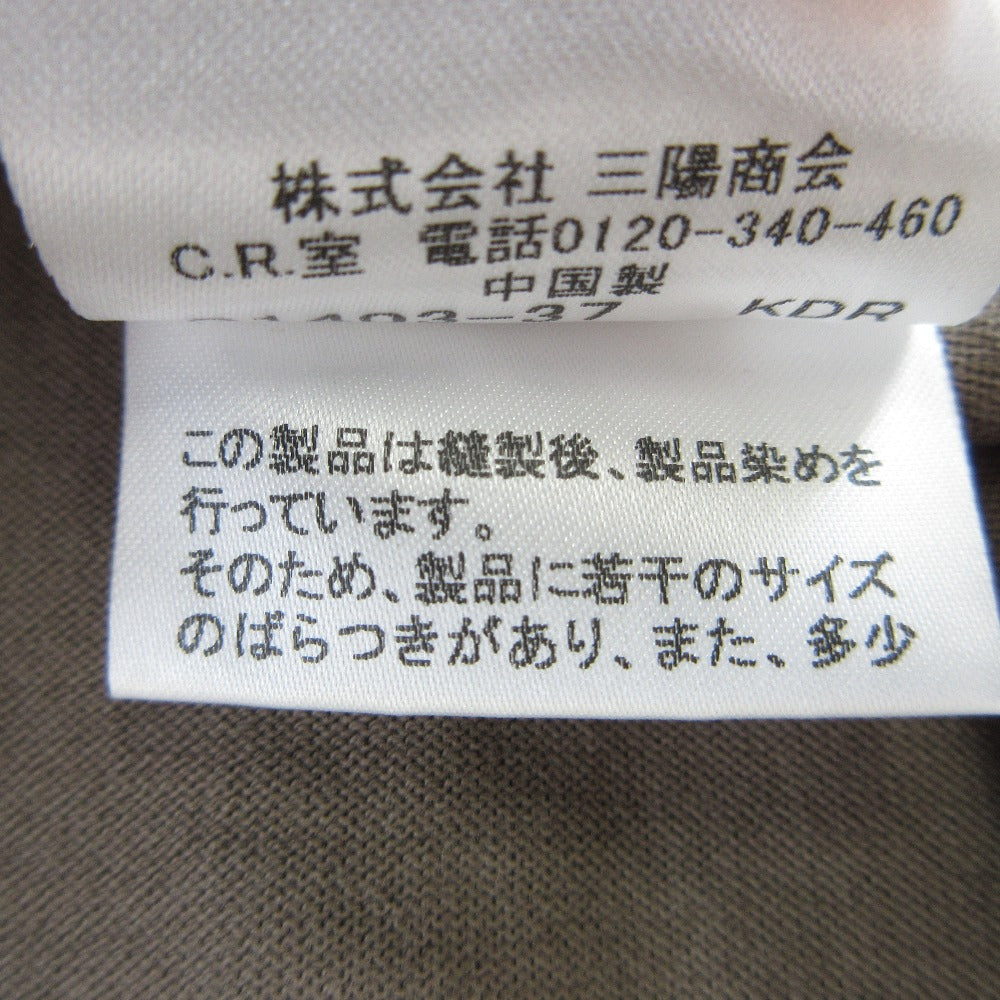 株式会社 三陽商会
C.R.室 電話0120-340-460
中国製
KDR
この製品は縫製後、製品染めを
行っています。
そのため、製品に若干のサイズ
のばらつきがあり、また、多少